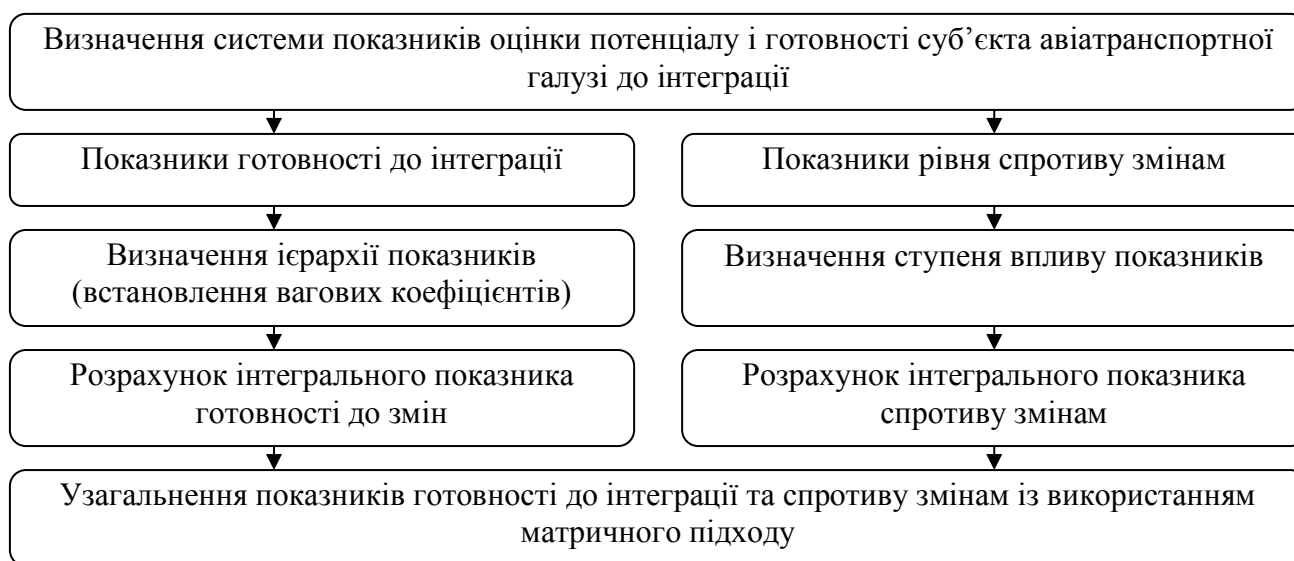 Визначення системи показників оцінки потенціалу і готовності суб’єкта авіатранспортної
галузі до інтеграції
Показники готовності до інтеграції
Показники рівня спротиву змінам
Визначення ієрархії показників
(встановлення вагових коефіцієнтів)
Визначення ступеня впливу показників
Розрахунок інтегрального показника
готовності до змін
Розрахунок інтегрального показника
спротиву змінам
Узагальнення показників готовності до інтеграції та спротиву змінам із використанням
матричного підходу